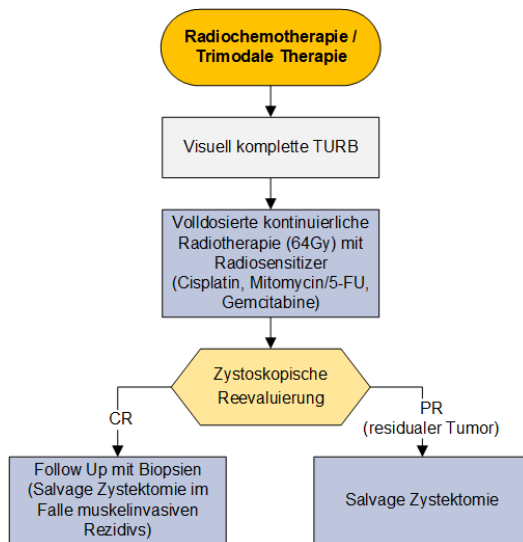 Radiochemotherapie /
Trimodale Therapie
Visuell komplette TURB
Volldosierte kontinuierliche
Radiotherapie (64Gy) mit
Radiosensitizer
(Cisplatin, Mitomycin/5-FU,
Gemcitabine)
Zystoskopische
Reevaluierung
CR
PR
(residualer Tumor)
Follow Up mit Biopsien
(Salvage Zystektomie im
Falle muskelinvasiven
Rezidivs)
Salvage Zystektomie